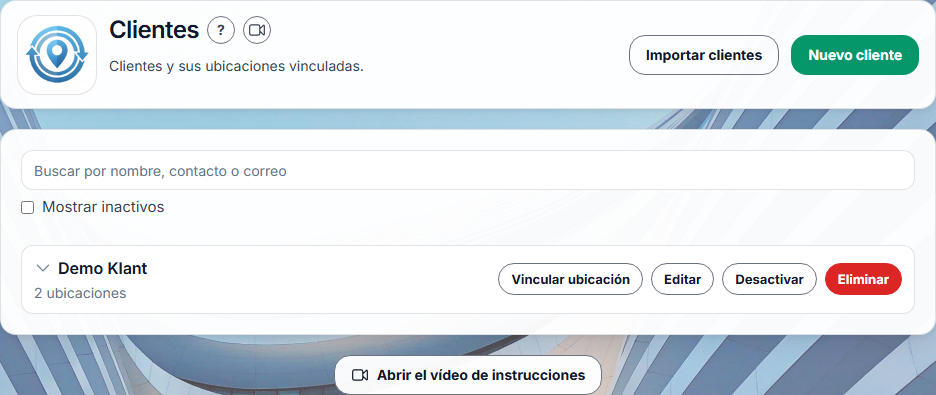 Clientes ?
Clientes y sus ubicaciones vinculadas.
Importar clientes
Nuevo cliente
Buscar por nombre, contacto o correo
Mostrar inactivos
Demo Klant
2 ubicaciones
Vincular ubicación
Editar
Desactivar
Eliminar
Abrir el vídeo de instrucciones